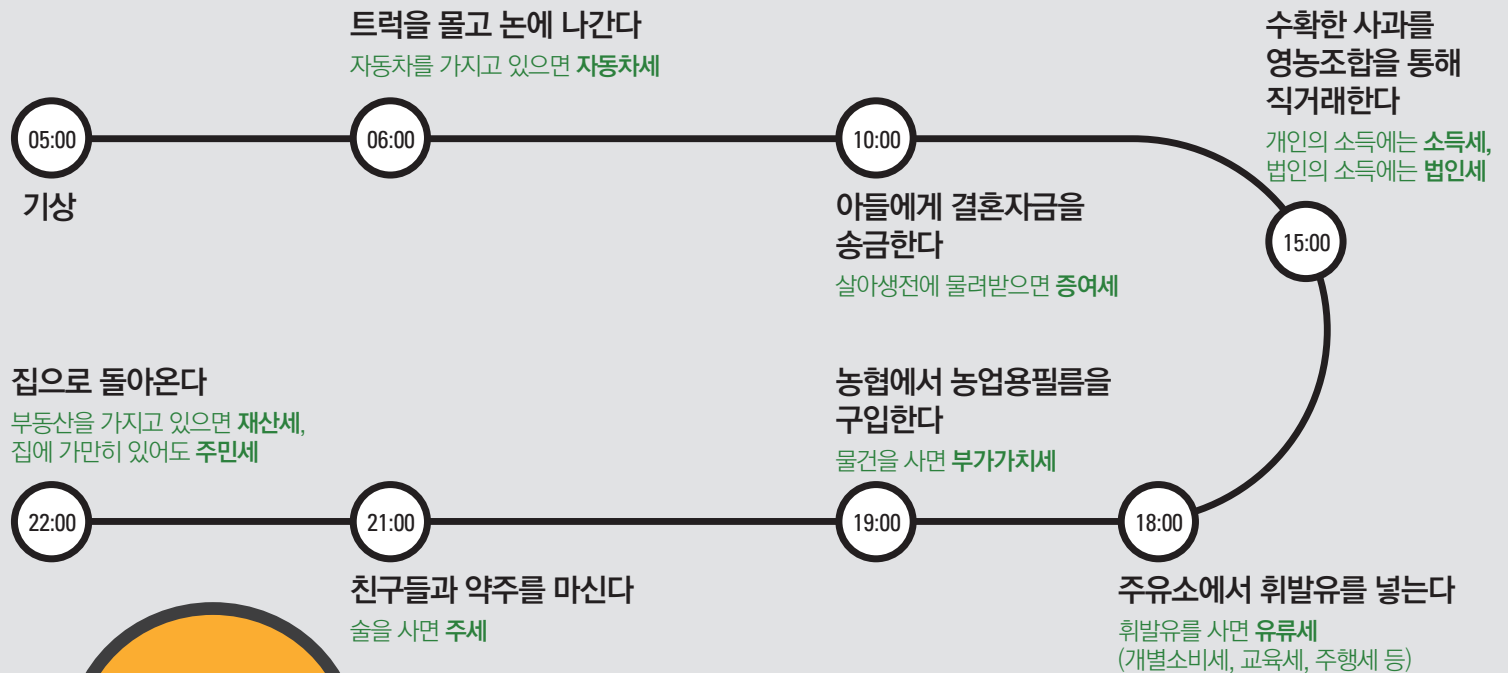 05:00
기상
트럭을 몰고 논에 나간다
자동차를 가지고 있으면 자동차세
06:00
10:00
아들에게 결혼자금을
송금한다
살아생전에 물려받으면 증여세
수확한 사과를
영농조합을 통해
직거래한다
개인의 소득에는 소득세,
법인의 소득에는 법인세
15:00
18:00
주유소에서 휘발유를 넣는다
휘발유를 사면 유류세
(개별소비세, 교육세, 주행세 등)
농협에서 농업용필름을
구입한다
물건을 사면 부가가치세
19:00
21:00
친구들과 약주를 마신다
술을 사면 주세
집으로 돌아온다
부동산을 가지고 있으면 재산세,
집에 가만히 있어도 주민세
22:00